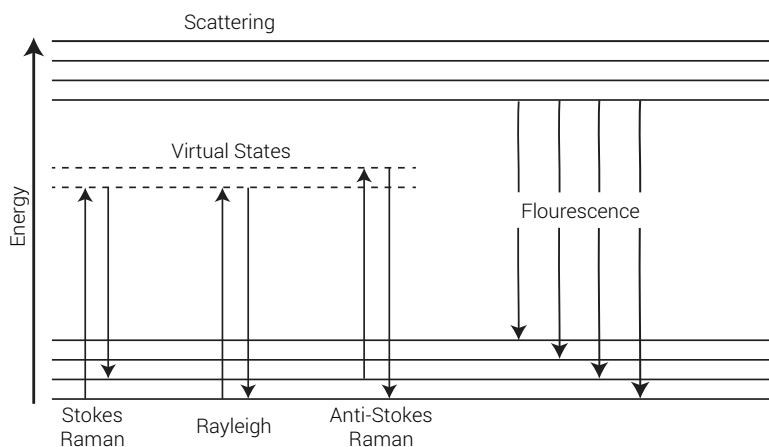 Scattering
Virtual States
Energy
Flourescence
Stokes
Raman
Rayleigh
Anti-Stokes
Raman